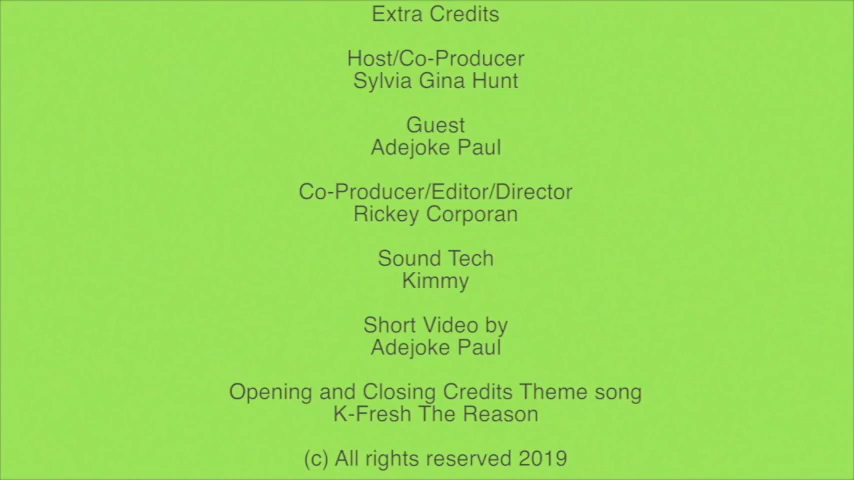 Extra Credits
Host/Co-Producer
Sylvia Gina Hunt
Guest
Adejoke Paul
Co-Producer/Editor/Director
Rickey Corporan
Sound Tech
Kimmy
Short Video by
Adejoke Paul
Opening and Closing Credits Theme song
K-Fresh The Reason
(c) All rights reserved 2019